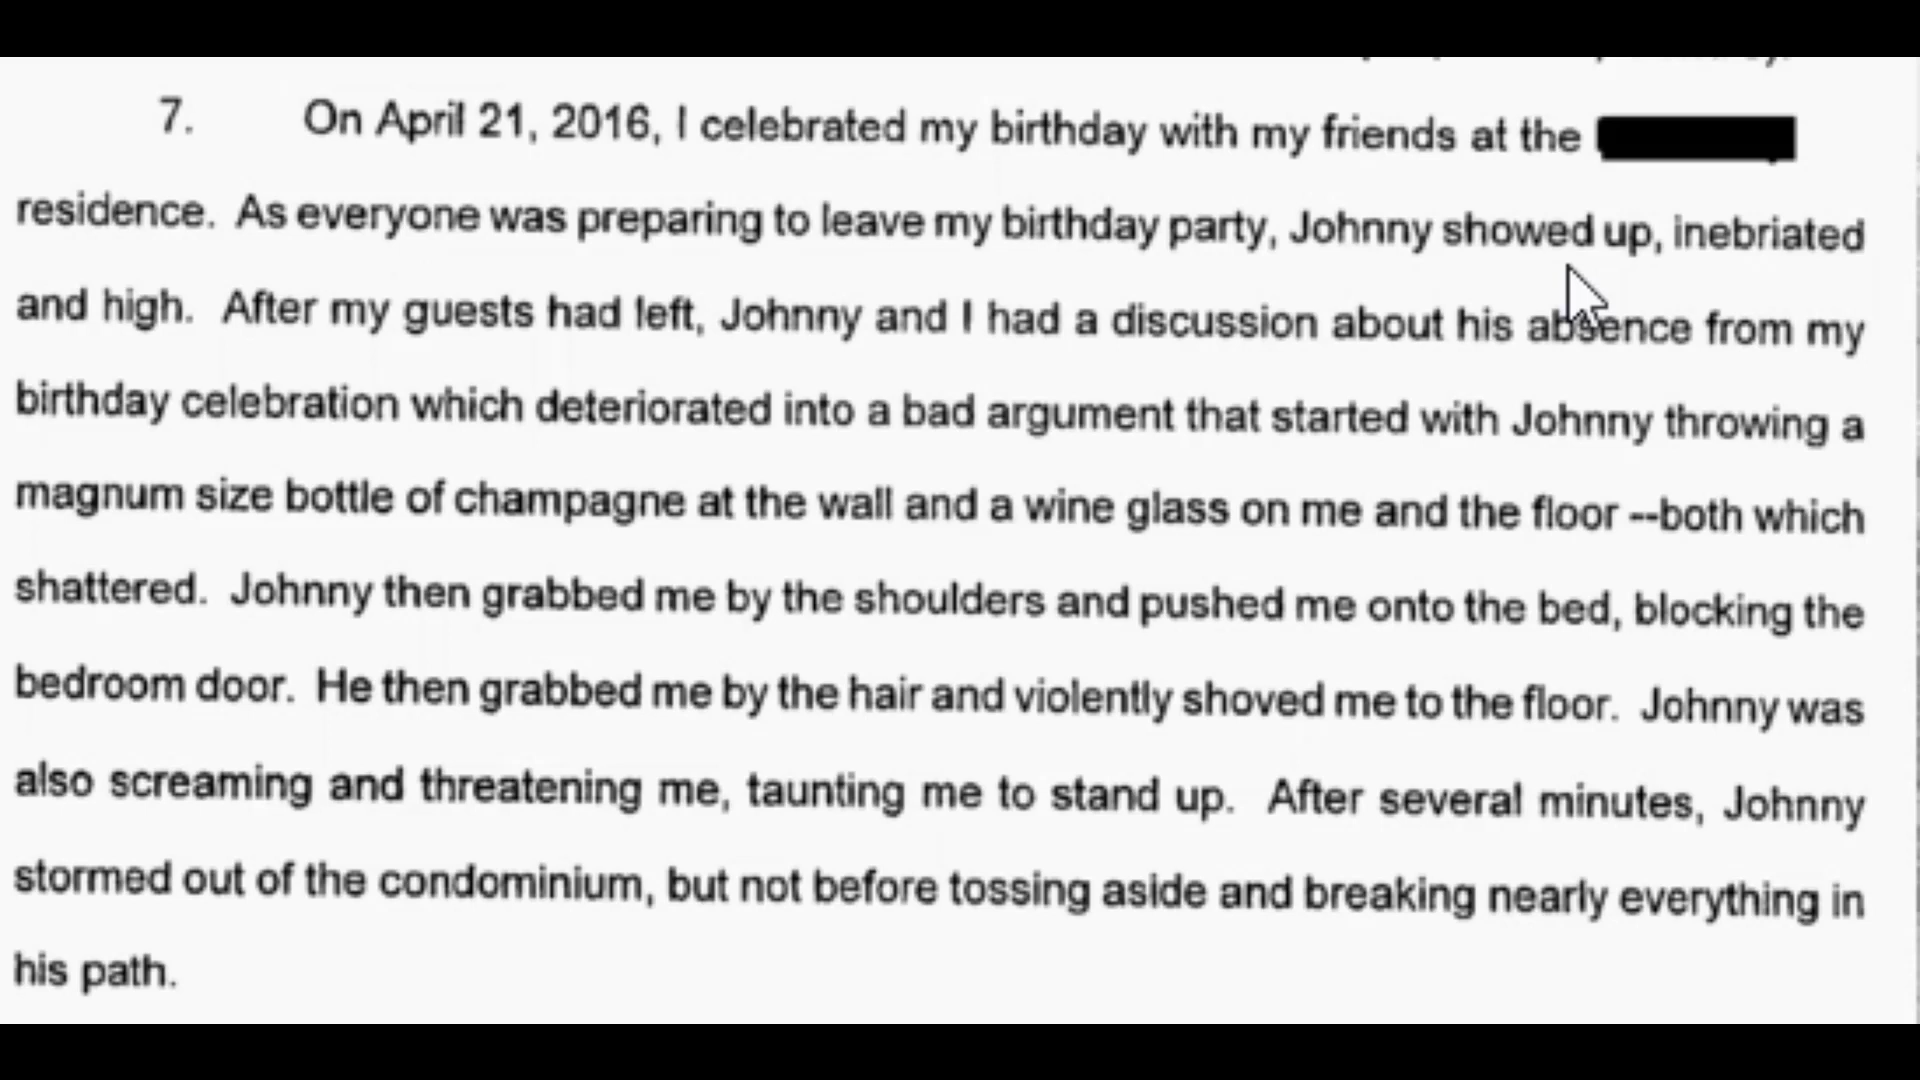 7. On April 21, 2016, I celebrated my birthday with my friends at the
residence. As everyone was preparing to leave my birthday party, Johnny showed up, inebriated
and high. After my guests had left, Johnny and I had a discussion about his absence from my
birthday celebration which deteriorated into a bad argument that started with Johnny throwing a
magnum size bottle of champagne at the wall and a wine glass on me and the floor --both which
shattered. Johnny then grabbed me by the shoulders and pushed me onto the bed, blocking the
bedroom door. He then grabbed me by the hair and violently shoved me to the floor. Johnny was
also screaming and threatening me, taunting me to stand up. After several minutes, Johnny
stormed out of the condominium, but not before tossing aside and breaking nearly everything in
his path.